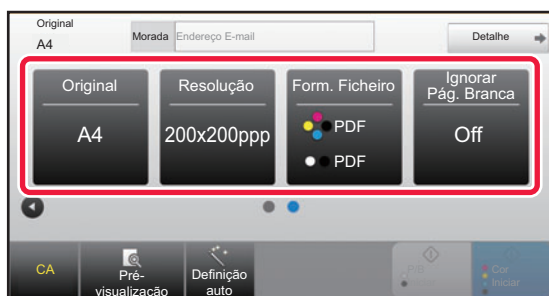 Original
A4
Morada
Endereço E-mail
Detalhe
Original
Resolução
Form. Ficheiro
Ignorar
Pág. Branca
A4
200x200ppp
PDF
PDF
Off
CA
Pré-
visualização
Definição
auto
P/B
Iniciar
Cor
Iniciar